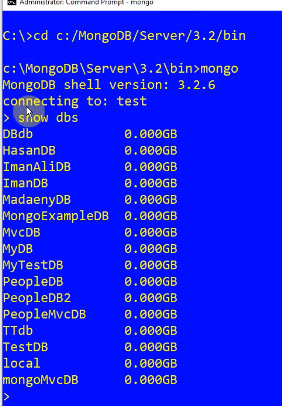 Administrator: Command Prompt - mongo
C:\>cd c:/MongoDB/Server/3.2/bin
c:\MongoDB\Server\3.2\bin>mongo
MongoDB shell version: 3.2.6
connecting to: test
> show dbs
DBdb 0.000GB
HasanDB 0.000GB
ImanAliDB 0.000GB
ImanDB 0.000GB
MadaenyDB 0.000GB
MongoExampleDB 0.000GB
MvcDB 0.000GB
MyDB 0.000GB
MyTestDB 0.000GB
PeopleDB 0.000GB
PeopleDB2 0.000GB
PeopleMvcDB 0.000GB
TTdb 0.000GB
TestDB 0.000GB
local 0.000GB
mongoMvcDB 0.000GB
>